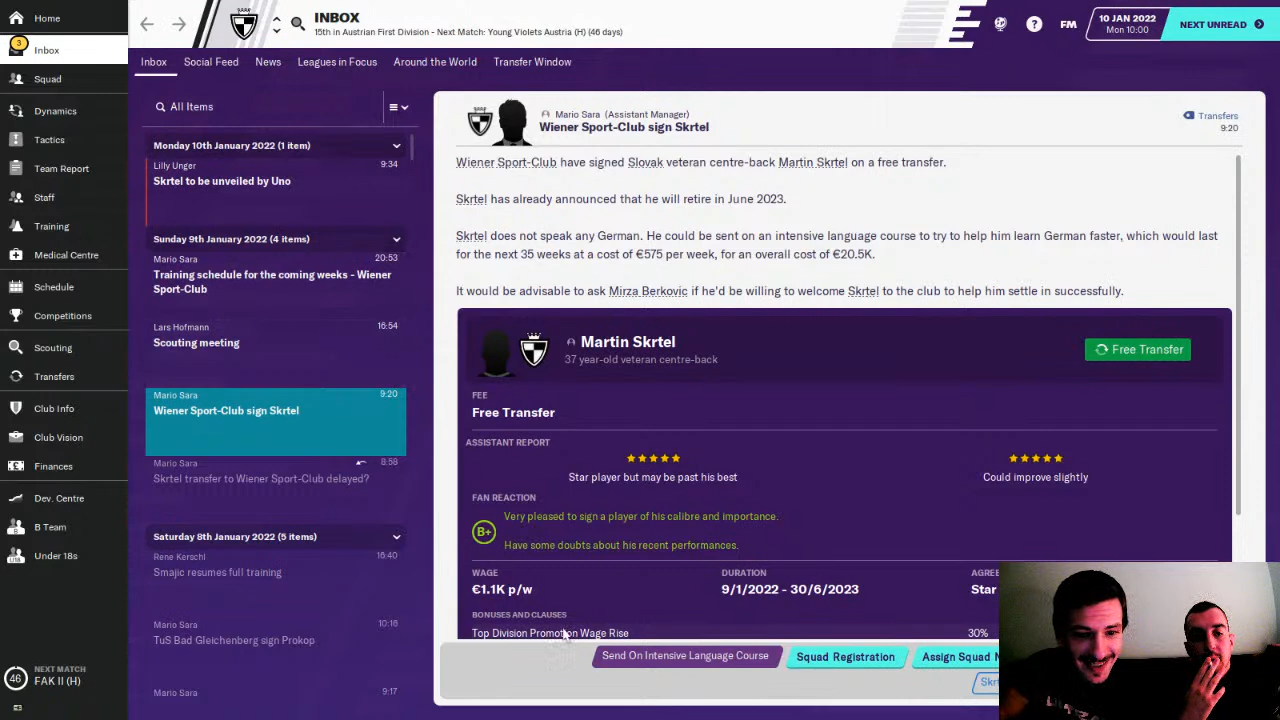 INBOX
15th in Austrian First Division - Next Match: Young Violets Austria (H) (46 days)
?
FM
10 JAN 2022
Mon 10:00
NEXT UNREAD
Home
3
Inbox
Squad
Dynamics
Tactics
Team Report
Staff
Training
Medical Centre
Schedule
Competitions
Scouting
Transfers
Club Info
Club Vision
Finances
Dev. Centre
B Team
Under 18s
NEXT MATCH
46
FAK II (H)
Inbox
Social Feed
News
Leagues in Focus
Around the World
Transfer Window
All Items
Monday 10th January 2022 (1 item)
Lilly Unger
9:34
Skrtel to be unveiled by Uno
Sunday 9th January 2022 (4 items)
Mario Sara
20:53
Training schedule for the coming weeks - Wiener
Sport-Club
Lars Hofmann
16:54
Scouting meeting
Mario Sara
9:20
Wiener Sport-Club sign Skrtel
Mario Sara
8:58
Skrtel transfer to Wiener Sport-Club delayed?
Saturday 8th January 2022 (5 items)
Rene Kerschl
16:40
Smajic resumes full training
Mario Sara
10:16
TuS Bad Gleichenberg sign Prokop
Mario Sara
9:17
Mario Sara (Assistant Manager)
Wiener Sport-Club sign Skrtel
Transfers
9:20
Wiener Sport-Club have signed Slovak veteran centre-back Martin Skrtel on a free transfer.
Skrtel has already announced that he will retire in June 2023.
Skrtel does not speak any German. He could be sent on an intensive language course to try to help him learn German faster, which would last
for the next 35 weeks at a cost of €575 per week, for an overall cost of €20.5K.
It would be advisable to ask Mirza Berkovic if he'd be willing to welcome Skrtel to the club to help him settle in successfully.
Martin Skrtel
37 year-old veteran centre-back
Free Transfer
FEE
Free Transfer
ASSISTANT REPORT
Star player but may be past his best
Could improve slightly
FAN REACTION
B+
Very pleased to sign a player of his calibre and importance.
Have some doubts about his recent performances.
WAGE
€1.1K p/w
DURATION
9/1/2022 - 30/6/2023
AGREE
Star
BONUSES AND CLAUSES
Top Division Promotion Wage Rise
30%
Send On Intensive Language Course
Squad Registration
Assign Squad N
Skrt